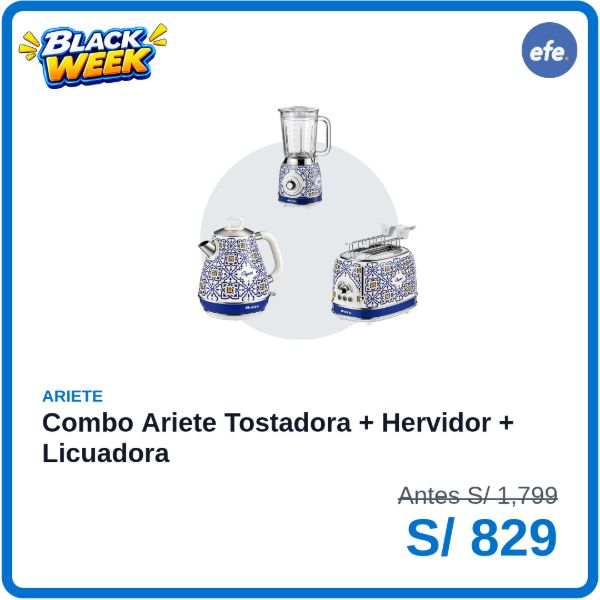 BLACK
WEEK
efe.
ARIETE
Combo Ariete Tostadora + Hervidor +
Licuadora
Antes S/ 1,799
S/ 829